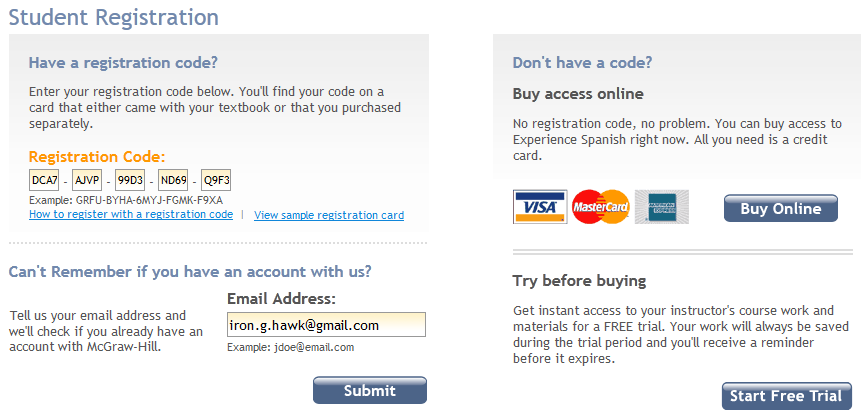 Student Registration
Have a registration code?
Enter your registration code below. You'll find your code on a
card that either came with your textbook or that you purchased
separately.
Registration Code:
DCA7 - AJVP - 99D3 - ND69 - Q9F3
Example: GRFU-BYHA-6MYJ-FGMK-F9XA
How to register with a registration code | View sample registration card
Can't Remember if you have an account with us?
Tell us your email address and
we'll check if you already have an
account with McGraw-Hill.
Email Address:
iron.g.hawk@gmail.com
Example: jdoe@email.com
Submit
Don't have a code?
Buy access online
No registration code, no problem. You can buy access to
Experience Spanish right now. All you need is a credit
card.
VISA MasterCard AMERICAN EXPRESS
Buy Online
Try before buying
Get instant access to your instructor's course work and
materials for a FREE trial. Your work will always be saved
during the trial period and you'll receive a reminder
before it expires.
Start Free Trial